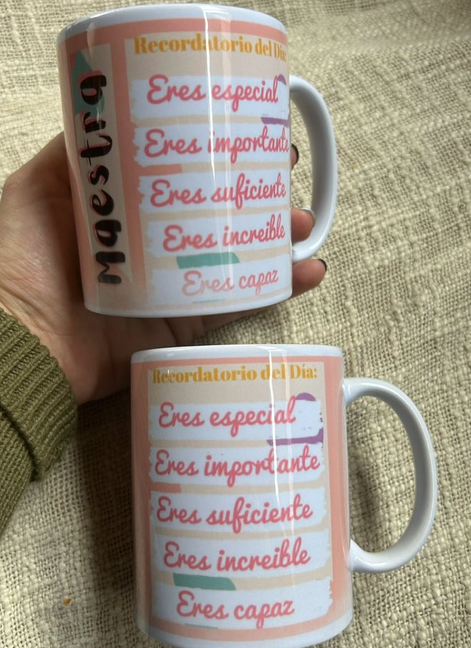 Maestra
Recordatorio del Día:
Eres especial
Eres importante
Eres suficiente
Eres increible
Eres capaz
Recordatorio del Día:
Eres especial
Eres importante
Eres suficiente
Eres increible
Eres capaz